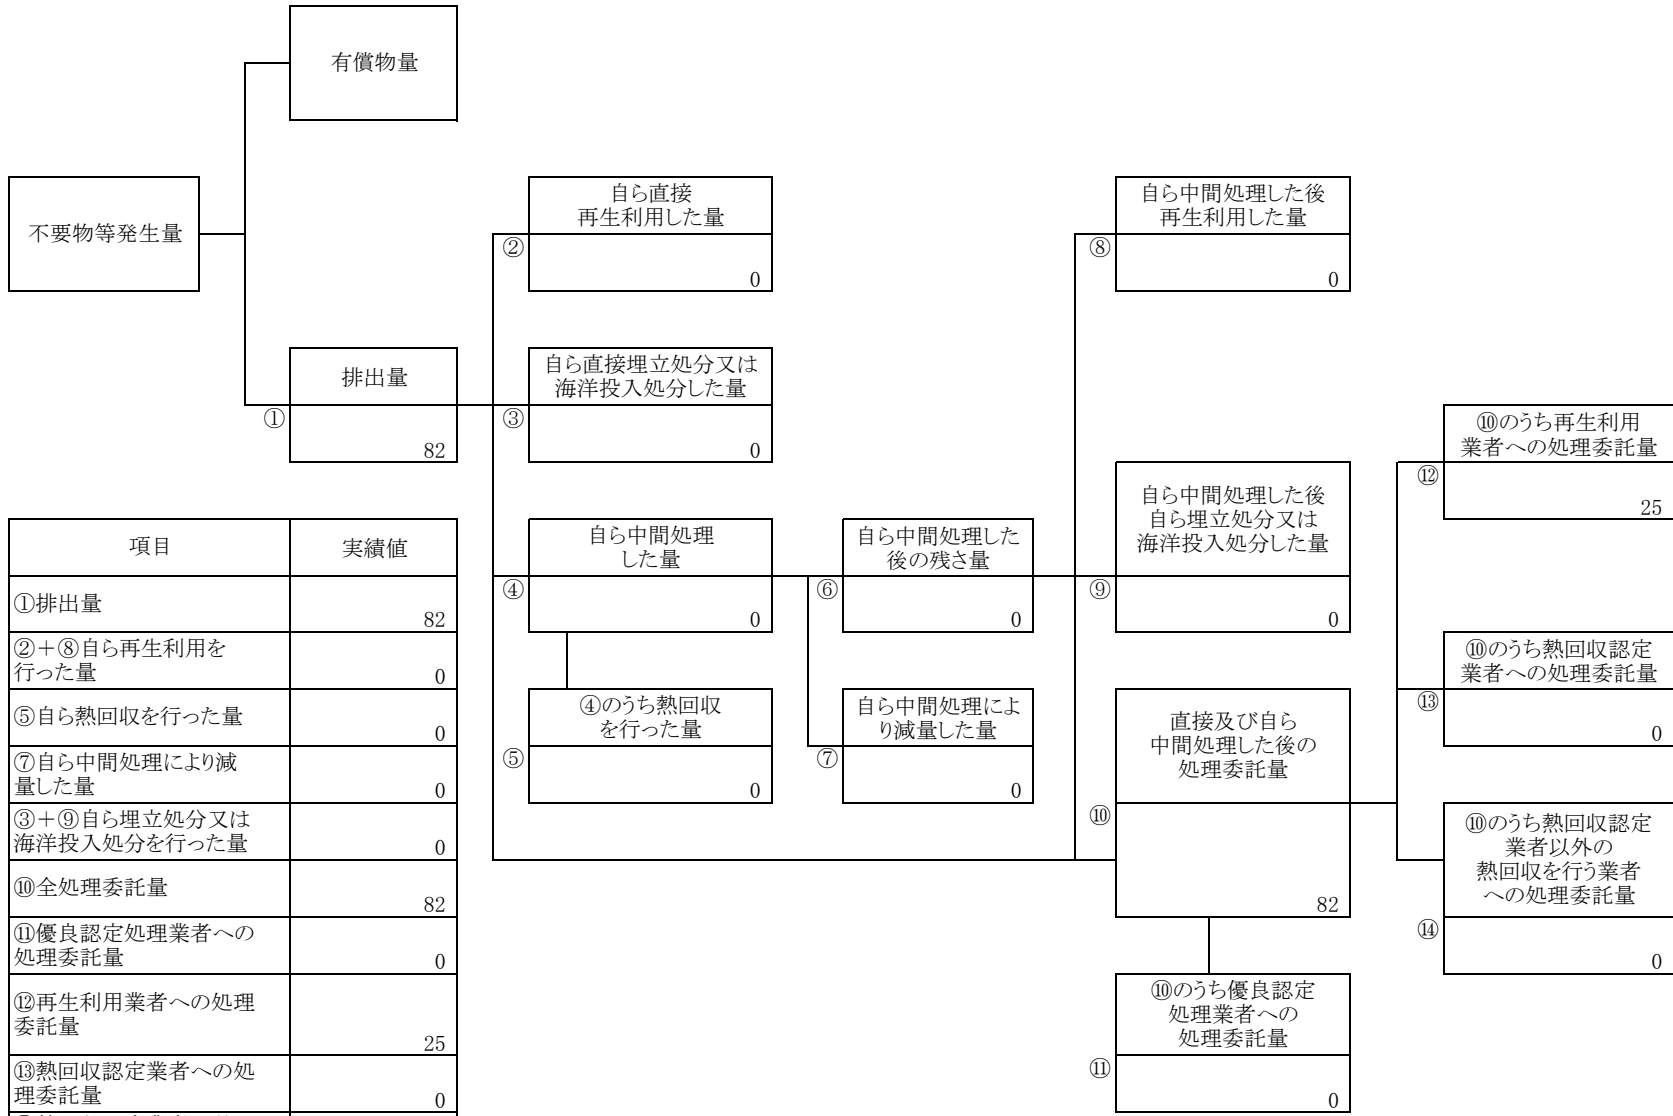 有償物量
不要物等発生量
自ら直接
再生利用した量
②
0
自ら中間処理した後
再生利用した量
⑧
0
排出量
①
82
自ら直接埋立処分又は
海洋投入処分した量
③
0
⑩のうち再生利用
業者への処理委託量
⑫
25
自ら中間処理
した量
④
0
自ら中間処理した
後の残さ量
⑥
0
自ら中間処理した後
自ら埋立処分又は
海洋投入処分した量
⑨
0
⑩のうち熱回収認定
業者への処理委託量
⑬
0
④のうち熱回収
を行った量
⑤
0
自ら中間処理によ
り減量した量
⑦
0
直接及び自ら
中間処理した後の
処理委託量
⑩
82
⑩のうち熱回収認定
業者以外の
熱回収を行う業者
への処理委託量
⑭
0
⑩のうち優良認定
処理業者への
処理委託量
⑪
0
項目 実績値
①排出量 82
②+⑧自ら再生利用を
行った量 0
⑤自ら熱回収を行った量 0
⑦自ら中間処理により減
量した量 0
③+⑨自ら埋立処分又は
海洋投入処分を行った量 0
⑩全処理委託量 82
⑪優良認定処理業者への
処理委託量 0
⑫再生利用業者への処理
委託量 25
⑬熱回収認定業者への処
理委託量 0